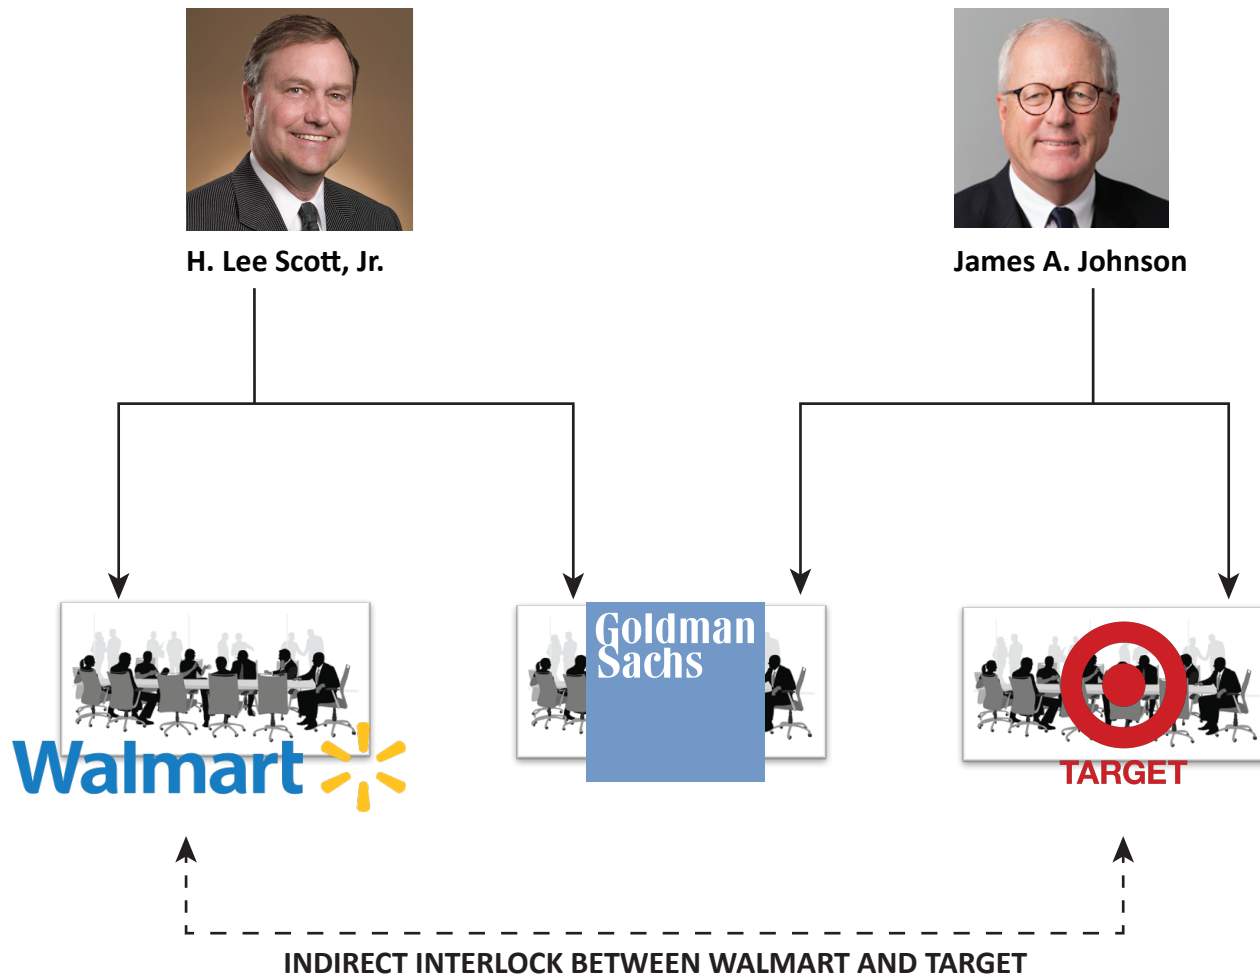 H. Lee Scott, Jr.
James A. Johnson
Goldman
Sachs
Walmart
TARGET
INDIRECT INTERLOCK BETWEEN WALMART AND TARGET